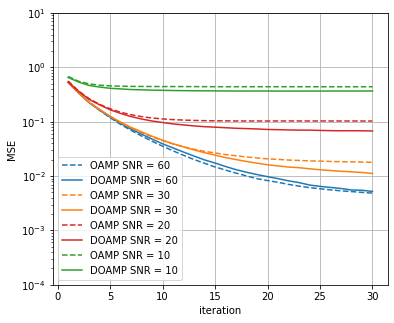 10¹
10⁰
10⁻¹
10⁻²
10⁻³
10⁻⁴
MSE
OAMP SNR = 60
DOAMP SNR = 60
OAMP SNR = 30
DOAMP SNR = 30
OAMP SNR = 20
DOAMP SNR = 20
OAMP SNR = 10
DOAMP SNR = 10
0 5 10 15 20 25 30
iteration